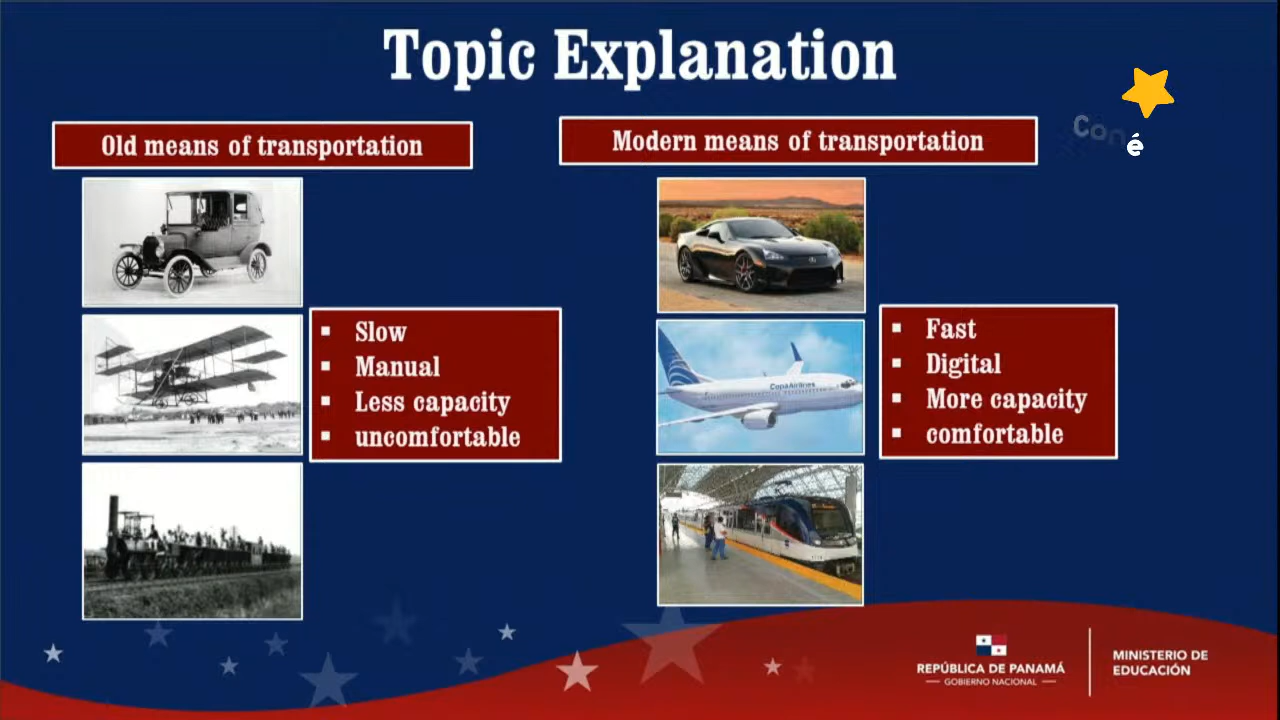 Topic Explanation
Old means of transportation
Modern means of transportation
Slow
Manual
Less capacity
uncomfortable
CopaAirlines
Fast
Digital
More capacity
comfortable
Con
é
REPÚBLICA DE PANAMÁ
GOBIERNO NACIONAL
MINISTERIO DE
EDUCACIÓN